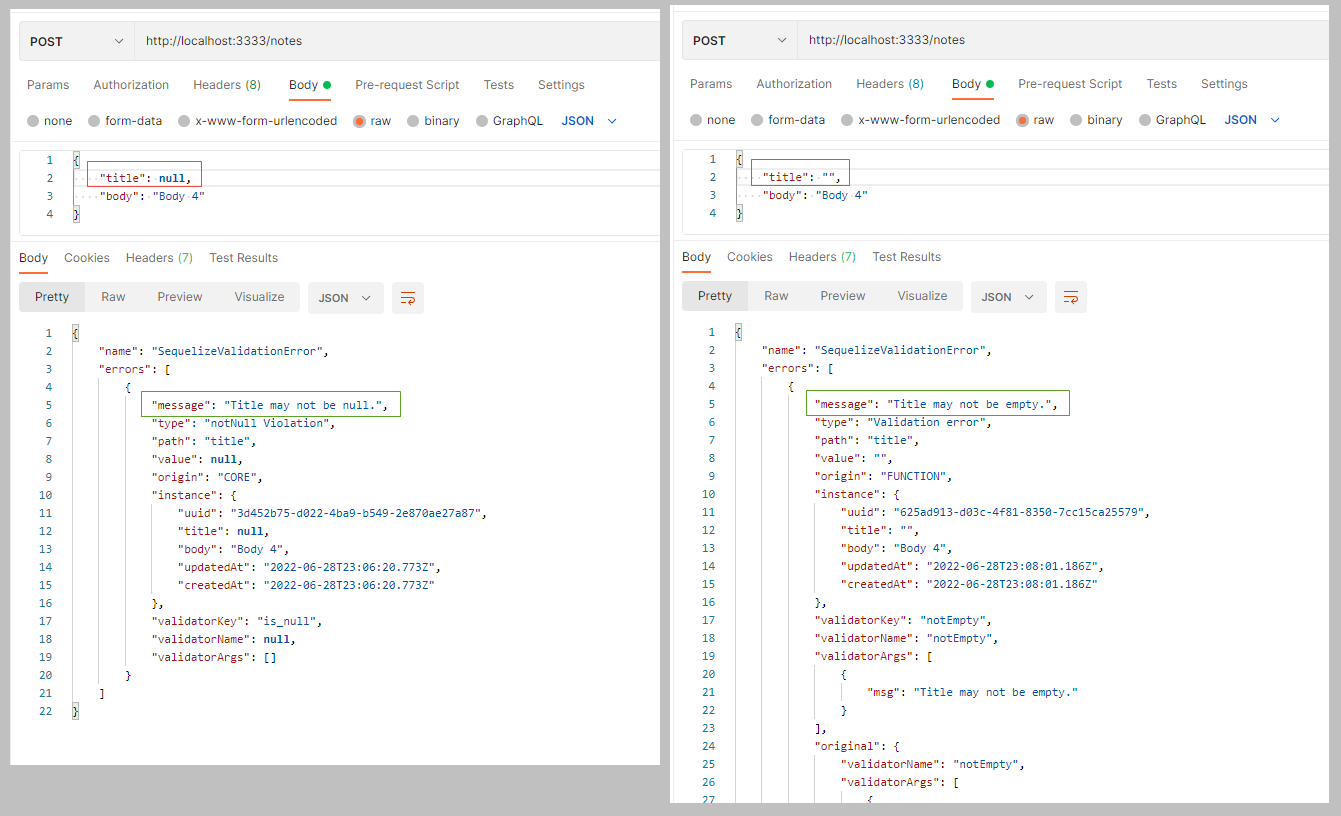 POST http://localhost:3333/notes
Params Authorization Headers (8) Body Pre-request Script Tests Settings
none form-data x-www-form-urlencoded raw binary GraphQL JSON
1 {
2 ····"title": null,
3 ····"body": "Body 4"
4 }
Body Cookies Headers (7) Test Results
Pretty Raw Preview Visualize JSON
1 {
2 "name": "SequelizeValidationError",
3 "errors": [
4 {
5 "message": "Title may not be null.",
6 "type": "notNull Violation",
7 "path": "title",
8 "value": null,
9 "origin": "CORE",
10 "instance": {
11 "uuid": "3d452b75-d022-4ba9-b549-2e870ae27a87",
12 "title": null,
13 "body": "Body 4",
14 "updatedAt": "2022-06-28T23:06:20.773Z",
15 "createdAt": "2022-06-28T23:06:20.773Z"
16 },
17 "validatorKey": "is_null",
18 "validatorName": null,
19 "validatorArgs": []
20 }
21 ]
22 }
POST http://localhost:3333/notes
Params Authorization Headers (8) Body Pre-request Script Tests Settings
none form-data x-www-form-urlencoded raw binary GraphQL JSON
1 {
2 ····"title": "",
3 ····"body": "Body 4"
4 }
Body Cookies Headers (7) Test Results
Pretty Raw Preview Visualize JSON
1 {
2 "name": "SequelizeValidationError",
3 "errors": [
4 {
5 "message": "Title may not be empty.",
6 "type": "Validation error",
7 "path": "title",
8 "value": "",
9 "origin": "FUNCTION",
10 "instance": {
11 "uuid": "625ad913-d03c-4f81-8350-7cc15ca25579",
12 "title": "",
13 "body": "Body 4",
14 "updatedAt": "2022-06-28T23:08:01.186Z",
15 "createdAt": "2022-06-28T23:08:01.186Z"
16 },
17 "validatorKey": "notEmpty",
18 "validatorName": "notEmpty",
19 "validatorArgs": [
20 {
21 "msg": "Title may not be empty."
22 }
23 ],
24 "original": {
25 "validatorName": "notEmpty",
26 "validatorArgs": [
27 {